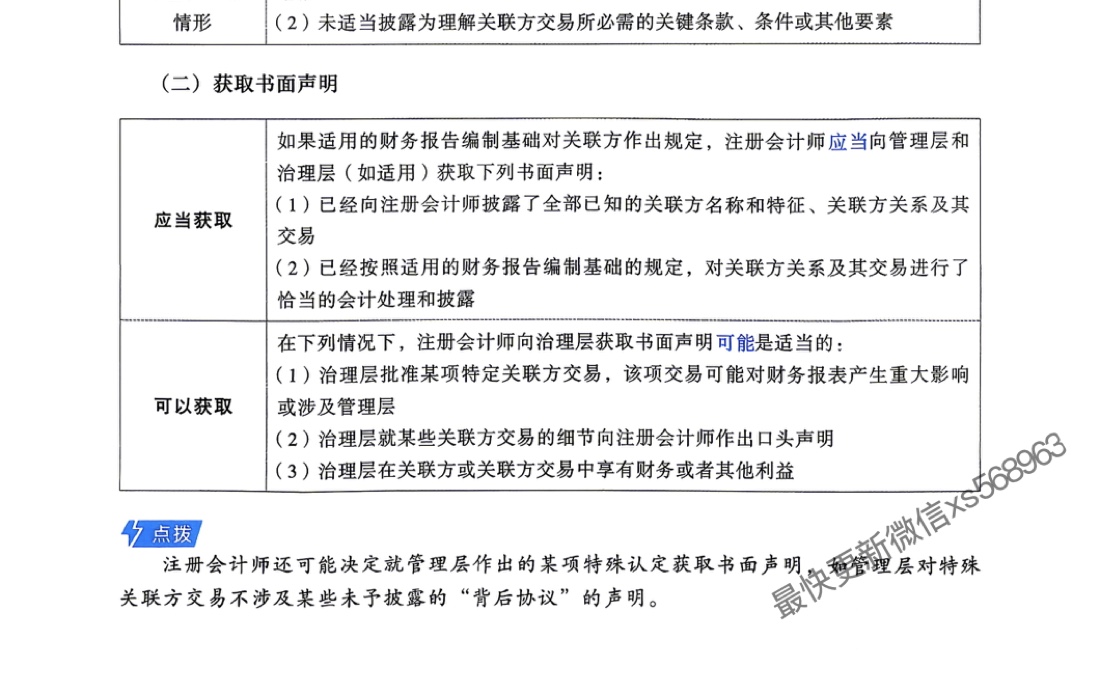 情形
（2）未适当披露为理解关联方交易所必需的关键条款、条件或其他要素
（二）获取书面声明
应当获取
如果适用的财务报告编制基础对关联方作出规定，注册会计师应当向管理层和
治理层（如适用）获取下列书面声明：
（1）已经向注册会计师披露了全部已知的关联方名称和特征、关联方关系及其
交易
（2）已经按照适用的财务报告编制基础的规定，对关联方关系及其交易进行了
恰当的会计处理和披露
可以获取
在下列情况下，注册会计师向治理层获取书面声明可能是适当的：
（1）治理层批准某项特定关联方交易，该项交易可能对财务报表产生重大影响
或涉及管理层
（2）治理层就某些关联方交易的细节向注册会计师作出口头声明
（3）治理层在关联方或关联方交易中享有财务或者其他利益
点拨
注册会计师还可能决定就管理层作出的某项特殊认定获取书面声明，如管理层对特殊
关联方交易不涉及某些未予披露的“背后协议”的声明。
最快更新微信xs568963